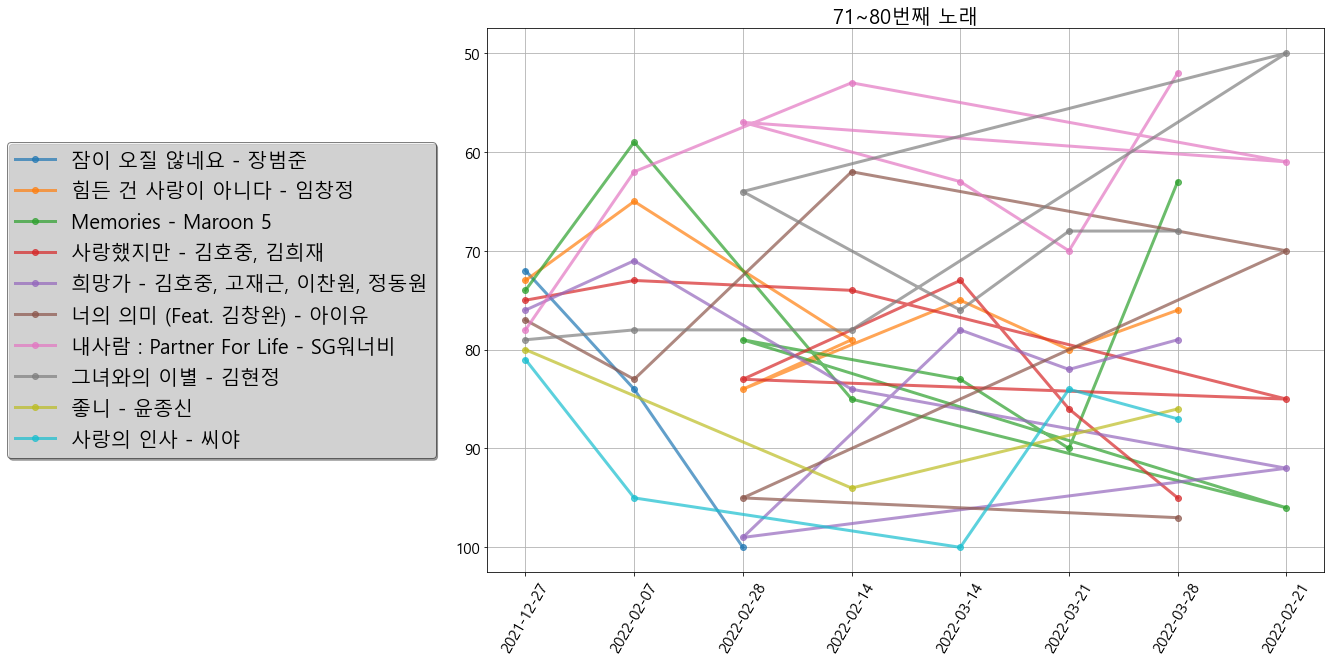 71~80번째 노래
잠이 오질 않네요 - 장범준
힘든 건 사랑이 아니다 - 임창정
Memories - Maroon 5
사랑했지만 - 김호중, 김희재
희망가 - 김호중, 고재근, 이찬원, 정동원
너의 의미 (Feat. 김창완) - 아이유
내사람 : Partner For Life - SG워너비
그녀와의 이별 - 김현정
좋니 - 윤종신
사랑의 인사 - 씨야
50
60
70
80
90
100
2021-12-27
2022-02-07
2022-02-28
2022-02-14
2022-03-14
2022-03-21
2022-03-28
2022-02-21